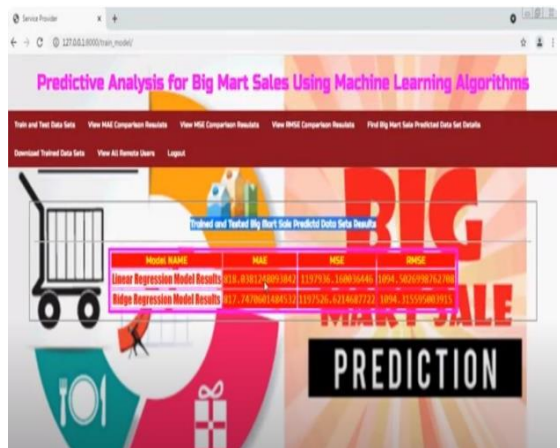 Service Provider
127.0.0.1:8000/train_model/
Predictive Analysis for Big Mart Sales Using Machine Learning Algorithms
Train and Test Data Sets View MAE Comparison Results View MSE Comparison Results View RMSE Comparison Results Find Big Mart Sale Predicted Data Set Details
Download Trained Data Sets View All Remote Users Logout
BIG
Trained and Tested Big Mart Sale Predictd Data Sets Results
Model NAME MAE MSE RMSE
Linear Regression Model Results 818.0381248093042 1197936.160036446 1094.5026998762708
Ridge Regression Model Results 817.7470601484532 1197526.6214687722 1094.315595003915
MART SALE
PREDICTION